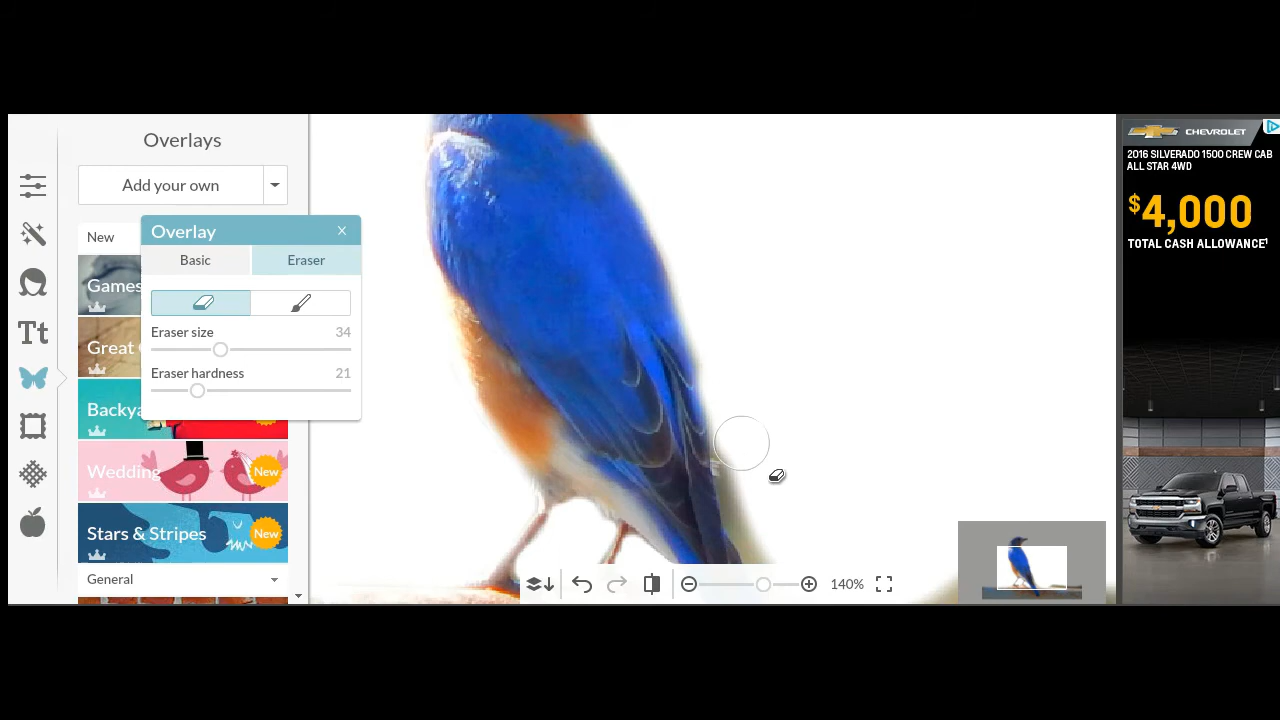 Overlays
Add your own
New
Overlay
X
Basic
Eraser
Games
Eraser size
34
Great
Eraser hardness
21
Backya
Wedding
New
Stars & Stripes
New
General
Tt
140%
CHEVROLET
2016 SILVERADO 1500 CREW CAB
ALL STAR 4WD
$4,000
TOTAL CASH ALLOWANCE¹